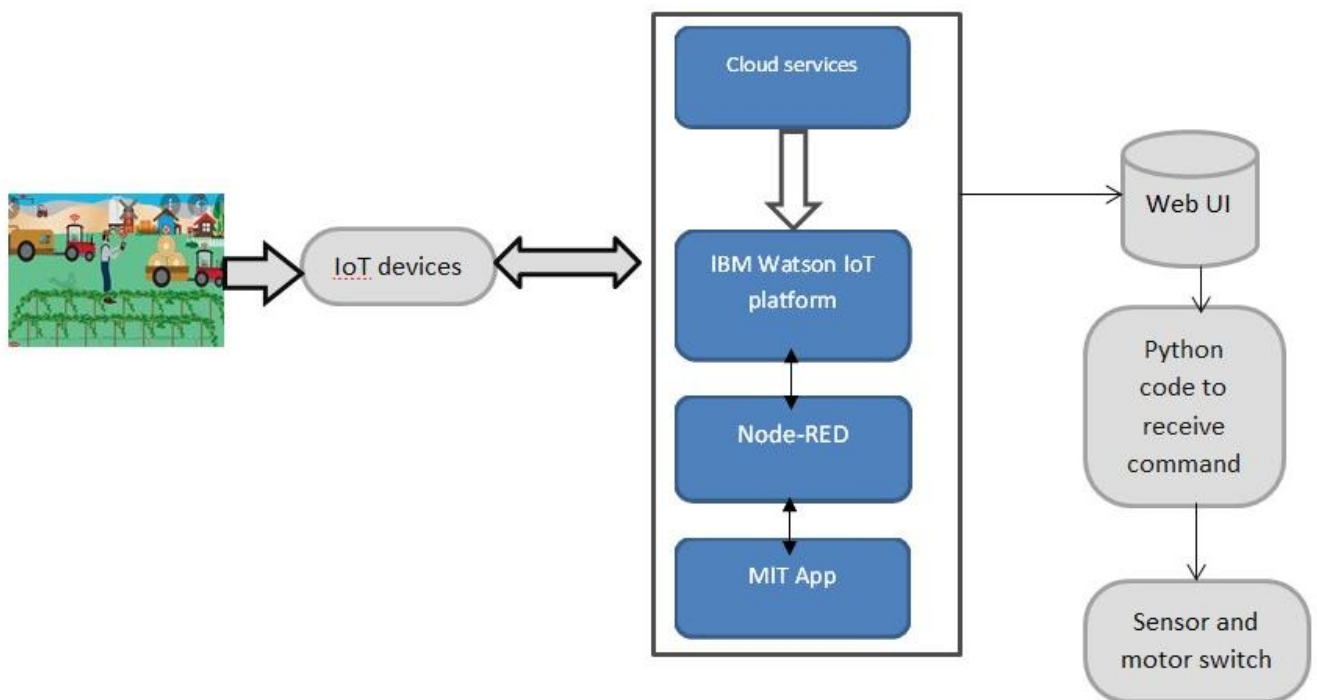 Cloud services
IoT devices
IBM Watson IoT
platform
Node-RED
MIT App
Web UI
Python
code to
receive
command
Sensor and
motor switch